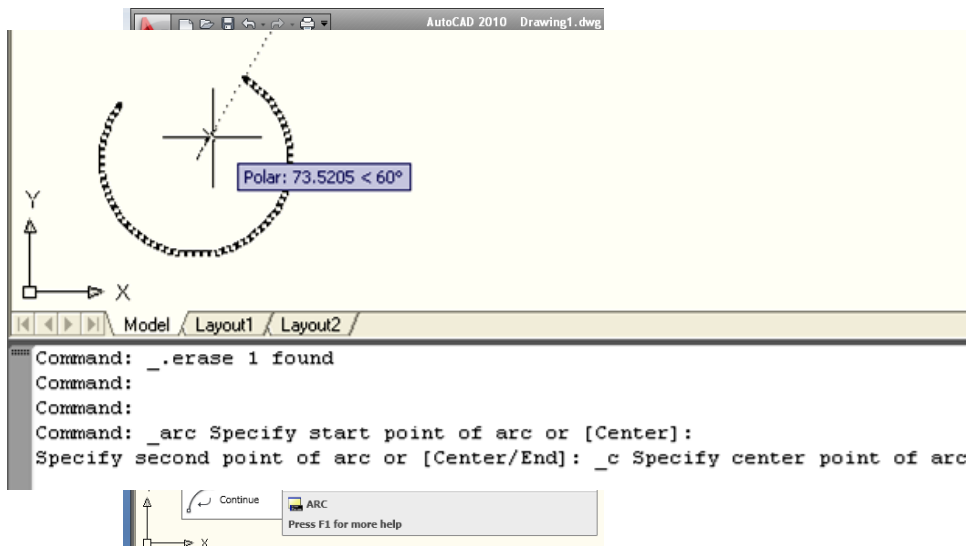 AutoCAD 2010 Drawing1.dwg
Polar: 73.5205 < 60°
Y
X
Model Layout1 Layout2
Command: _.erase 1 found
Command:
Command:
Command: _arc Specify start point of arc or [Center]:
Specify second point of arc or [Center/End]: _c Specify center point of arc
Continue
ARC
Press F1 for more help
X